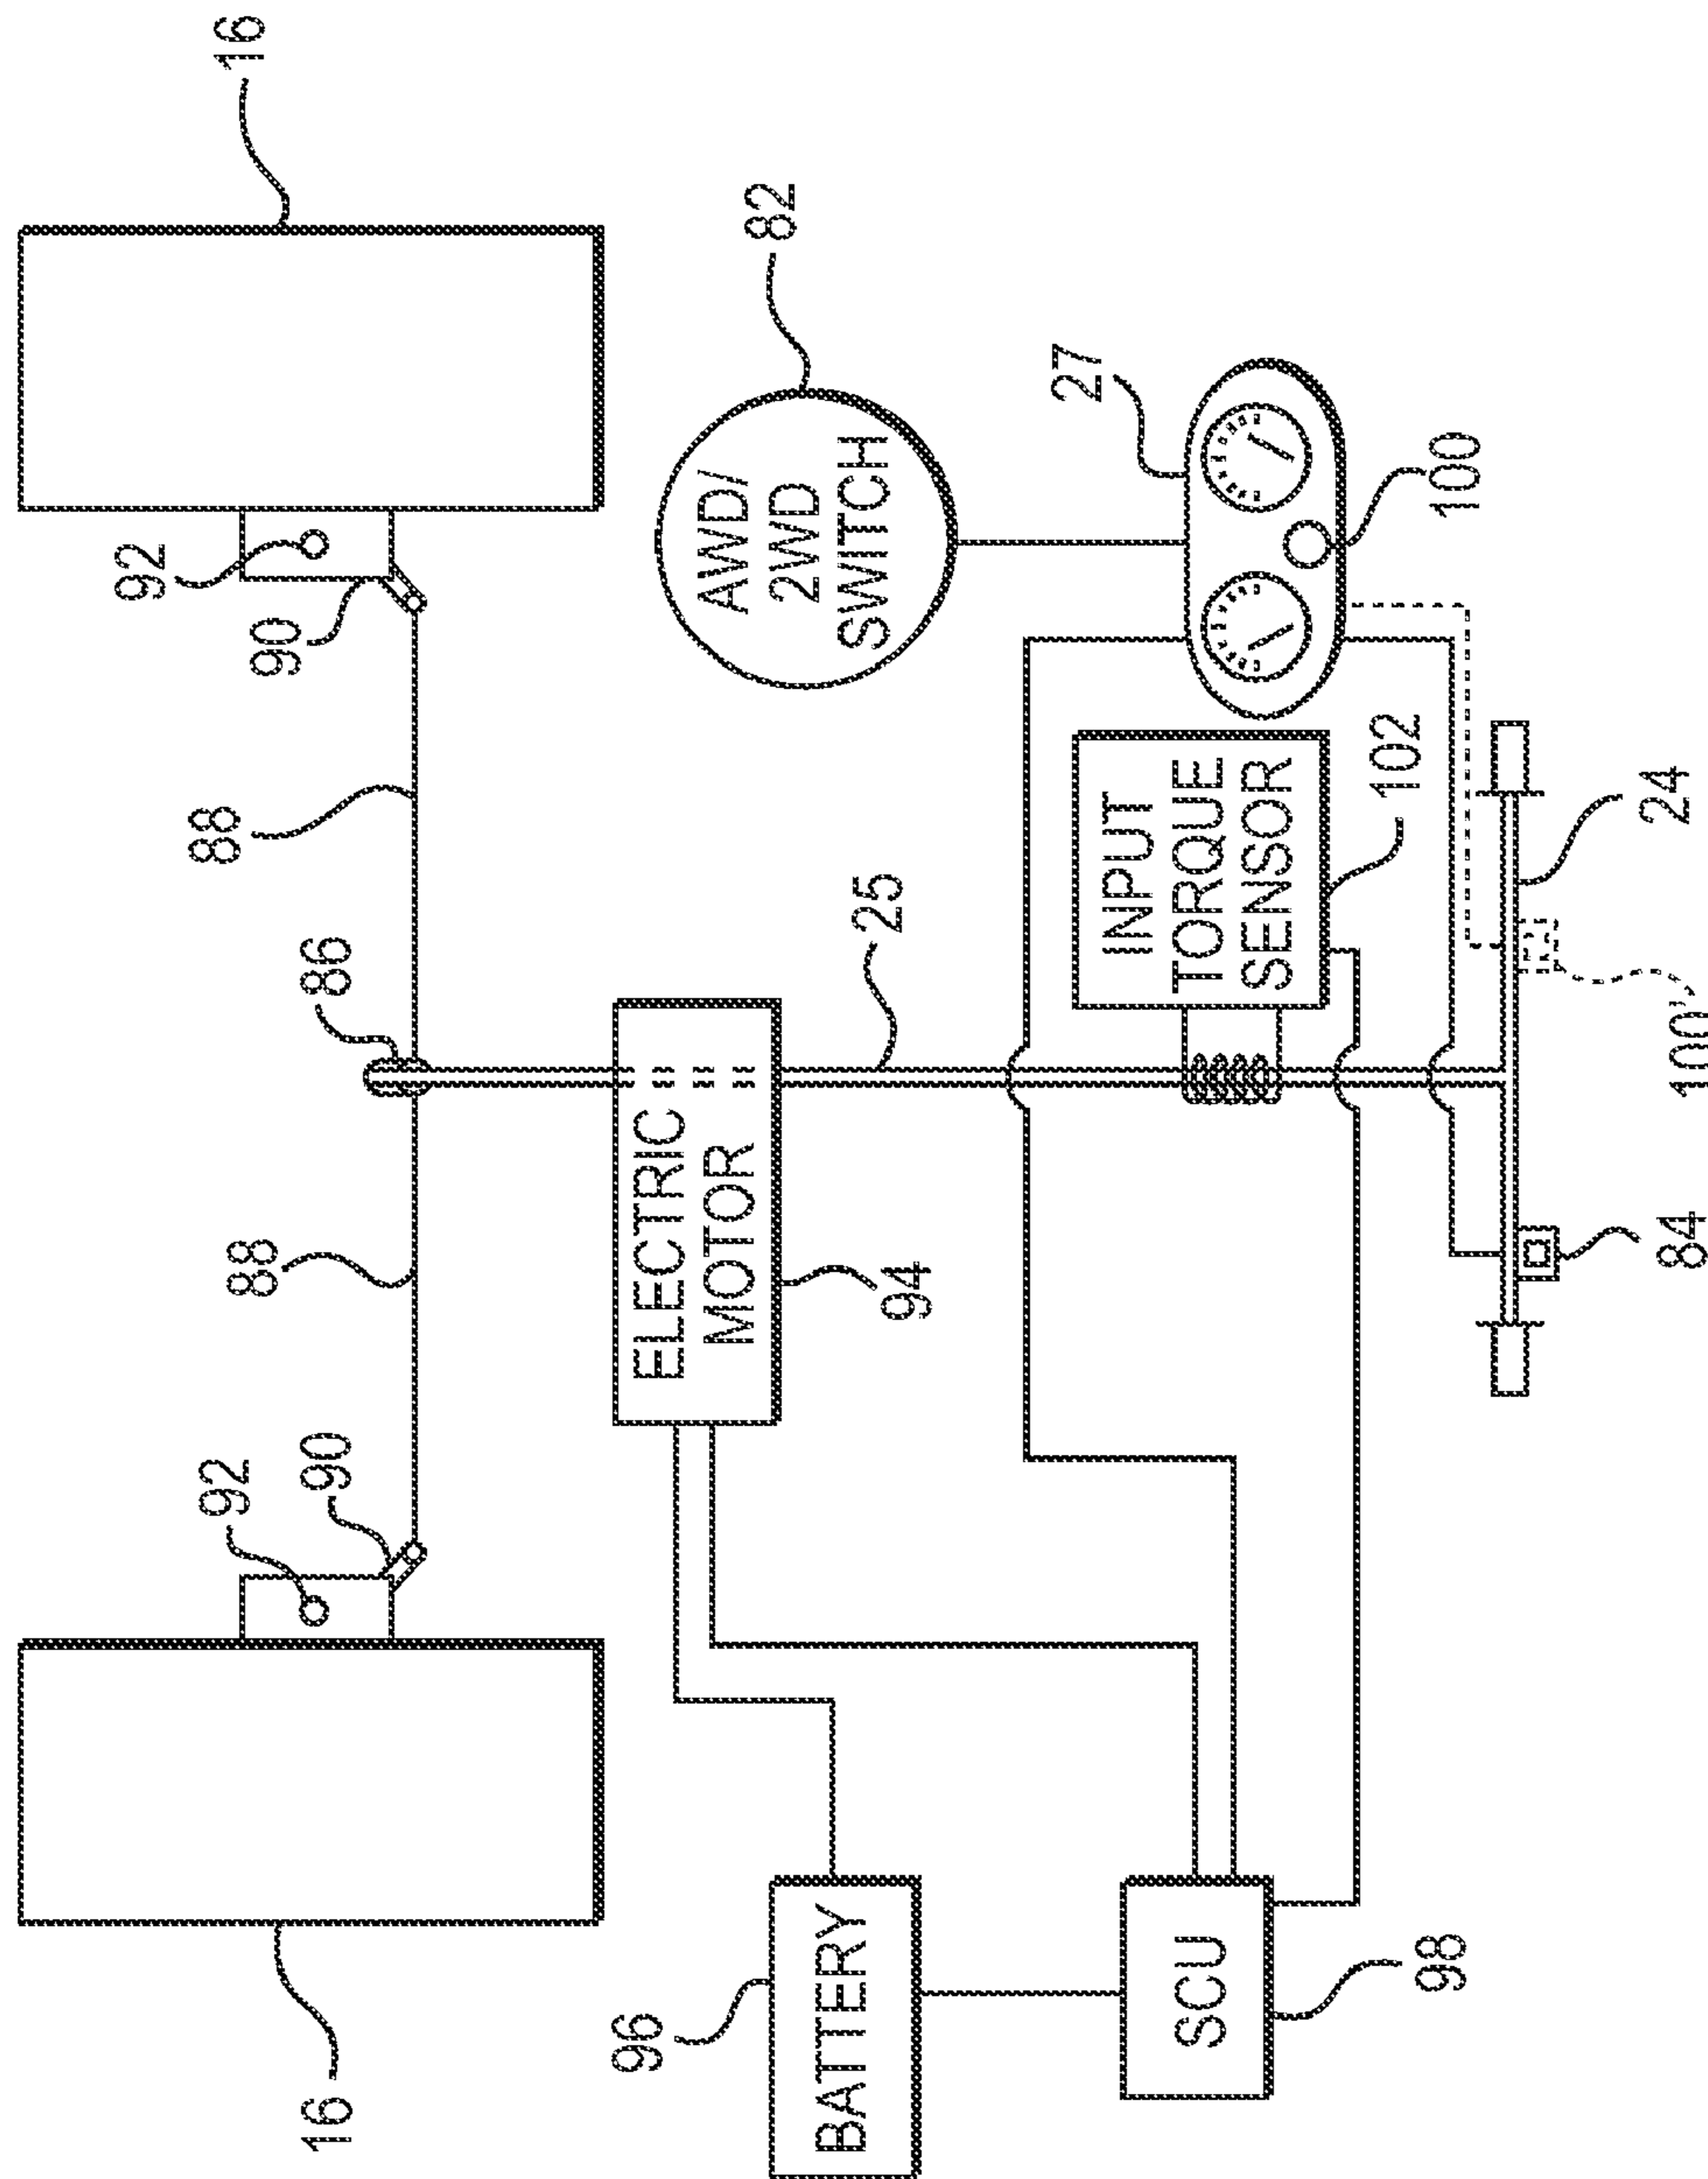 92
88
92
16
88
90
16
90
86
96
ELECTRIC
MOTOR
AWD/
2WD
SWITCH
82
BATTERY
25
94
27
INPUT
TORQUE
SENSOR
SCU
102
98
100
84
100'
24